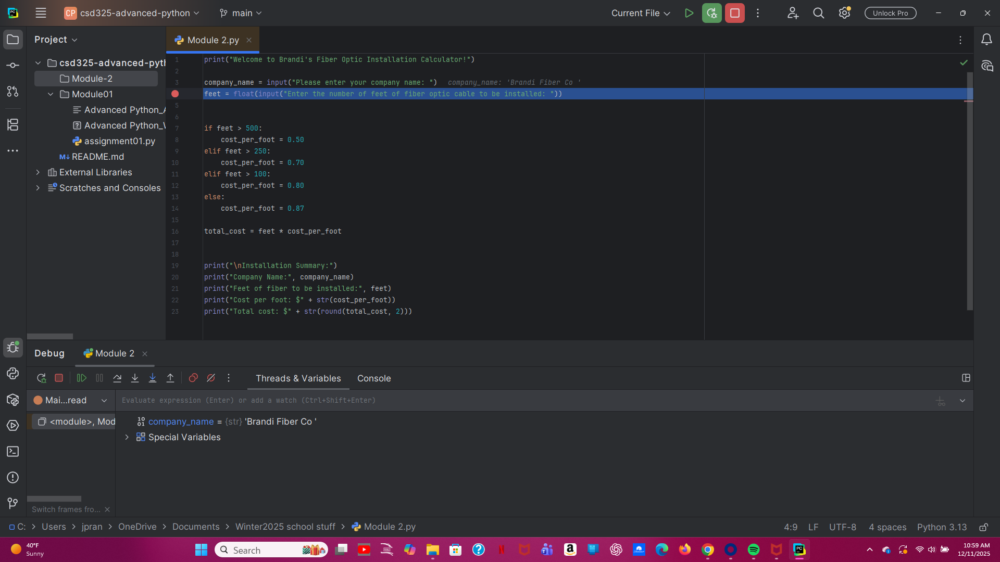 CP csd325-advanced-python main Current File Unlock Pro
Project
Module 2.py
csd325-advanced-pyth
Module-2
Module01
Advanced Python_
Advanced Python_
assignment01.py
M↓ README.md
External Libraries
Scratches and Consoles
1 print("Welcome to Brandi's Fiber Optic Installation Calculator!")
2
3 company_name = input("Please enter your company name: ") company_name: 'Brandi Fiber Co '
feet = float(input("Enter the number of feet of fiber optic cable to be installed: "))
5
6
7 if feet > 500:
8 cost_per_foot = 0.50
9 elif feet > 250:
10 cost_per_foot = 0.70
11 elif feet > 100:
12 cost_per_foot = 0.80
13 else:
14 cost_per_foot = 0.87
15
16 total_cost = feet * cost_per_foot
17
18
19 print("\nInstallation Summary:")
20 print("Company Name:", company_name)
21 print("Feet of fiber to be installed:", feet)
22 print("Cost per foot: $" + str(cost_per_foot))
23 print("Total cost: $" + str(round(total_cost, 2)))
Debug Module 2
Threads & Variables Console
Mai...read Evaluate expression (Enter) or add a watch (Ctrl+Shift+Enter)
<module>, Mod company_name = {str} 'Brandi Fiber Co '
Special Variables
Switch frames fro...
C: > Users > jpran > OneDrive > Documents > Winter2025 school stuff > Module 2.py 4:9 LF UTF-8 4 spaces Python 3.13
40°F
Sunny
Search
10:59 AM
12/11/2025